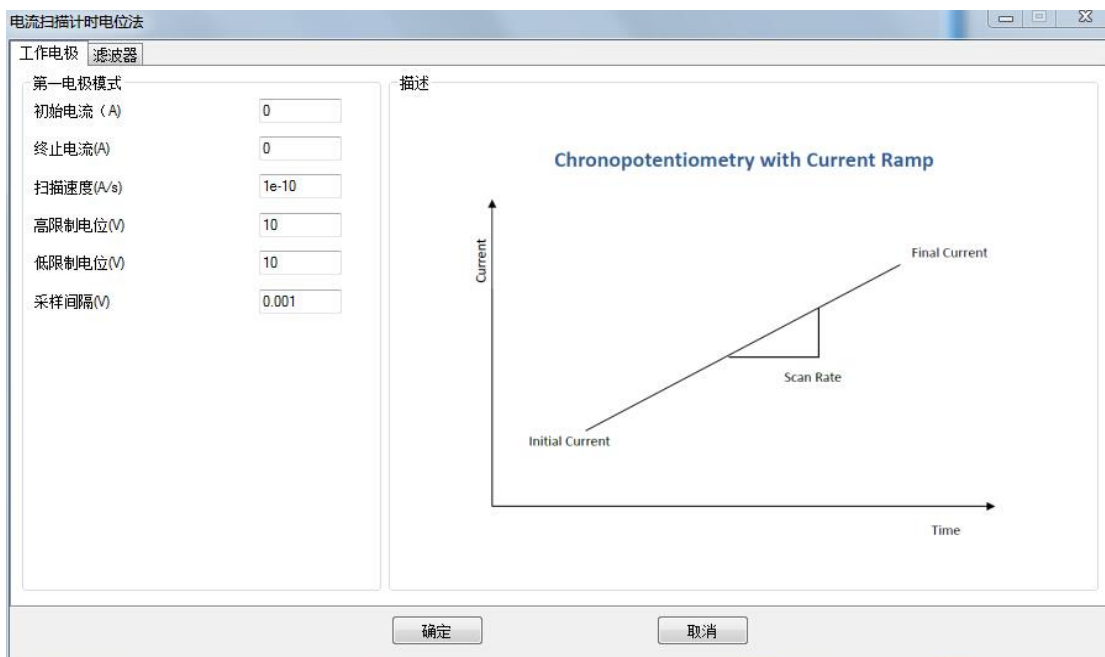 电流扫描计时电位法
工作电极 滤波器
第一电极模式
初始电流（A) 0
终止电流(A) 0
扫描速度(A/s) 1e-10
高限制电位(V) 10
低限制电位(V) 10
采样间隔(V) 0.001
描述
Chronopotentiometry with Current Ramp
Current
Final Current
Scan Rate
Initial Current
Time
确定 取消